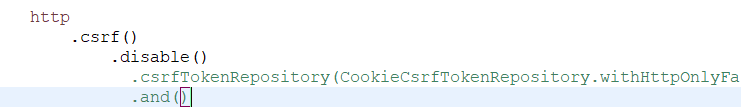 http
.csrf()
.disable()
.csrfTokenRepository(CookieCsrfTokenRepository.withHttpOnlyFa
.and()